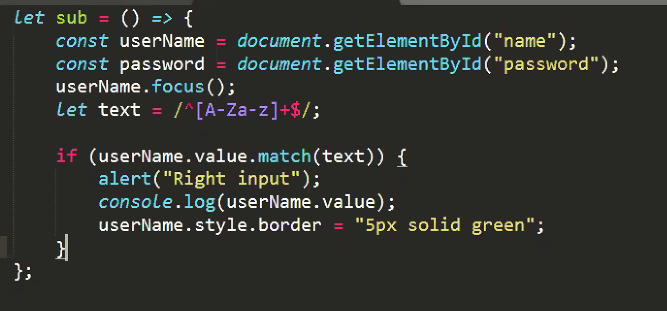 let sub = () => {
    const userName = document.getElementById("name");
    const password = document.getElementById("password");
    userName.focus();
    let text = /^[A-Za-z]+$/;

    if (userName.value.match(text)) {
        alert("Right input");
        console.log(userName.value);
        userName.style.border = "5px solid green";
    }
};